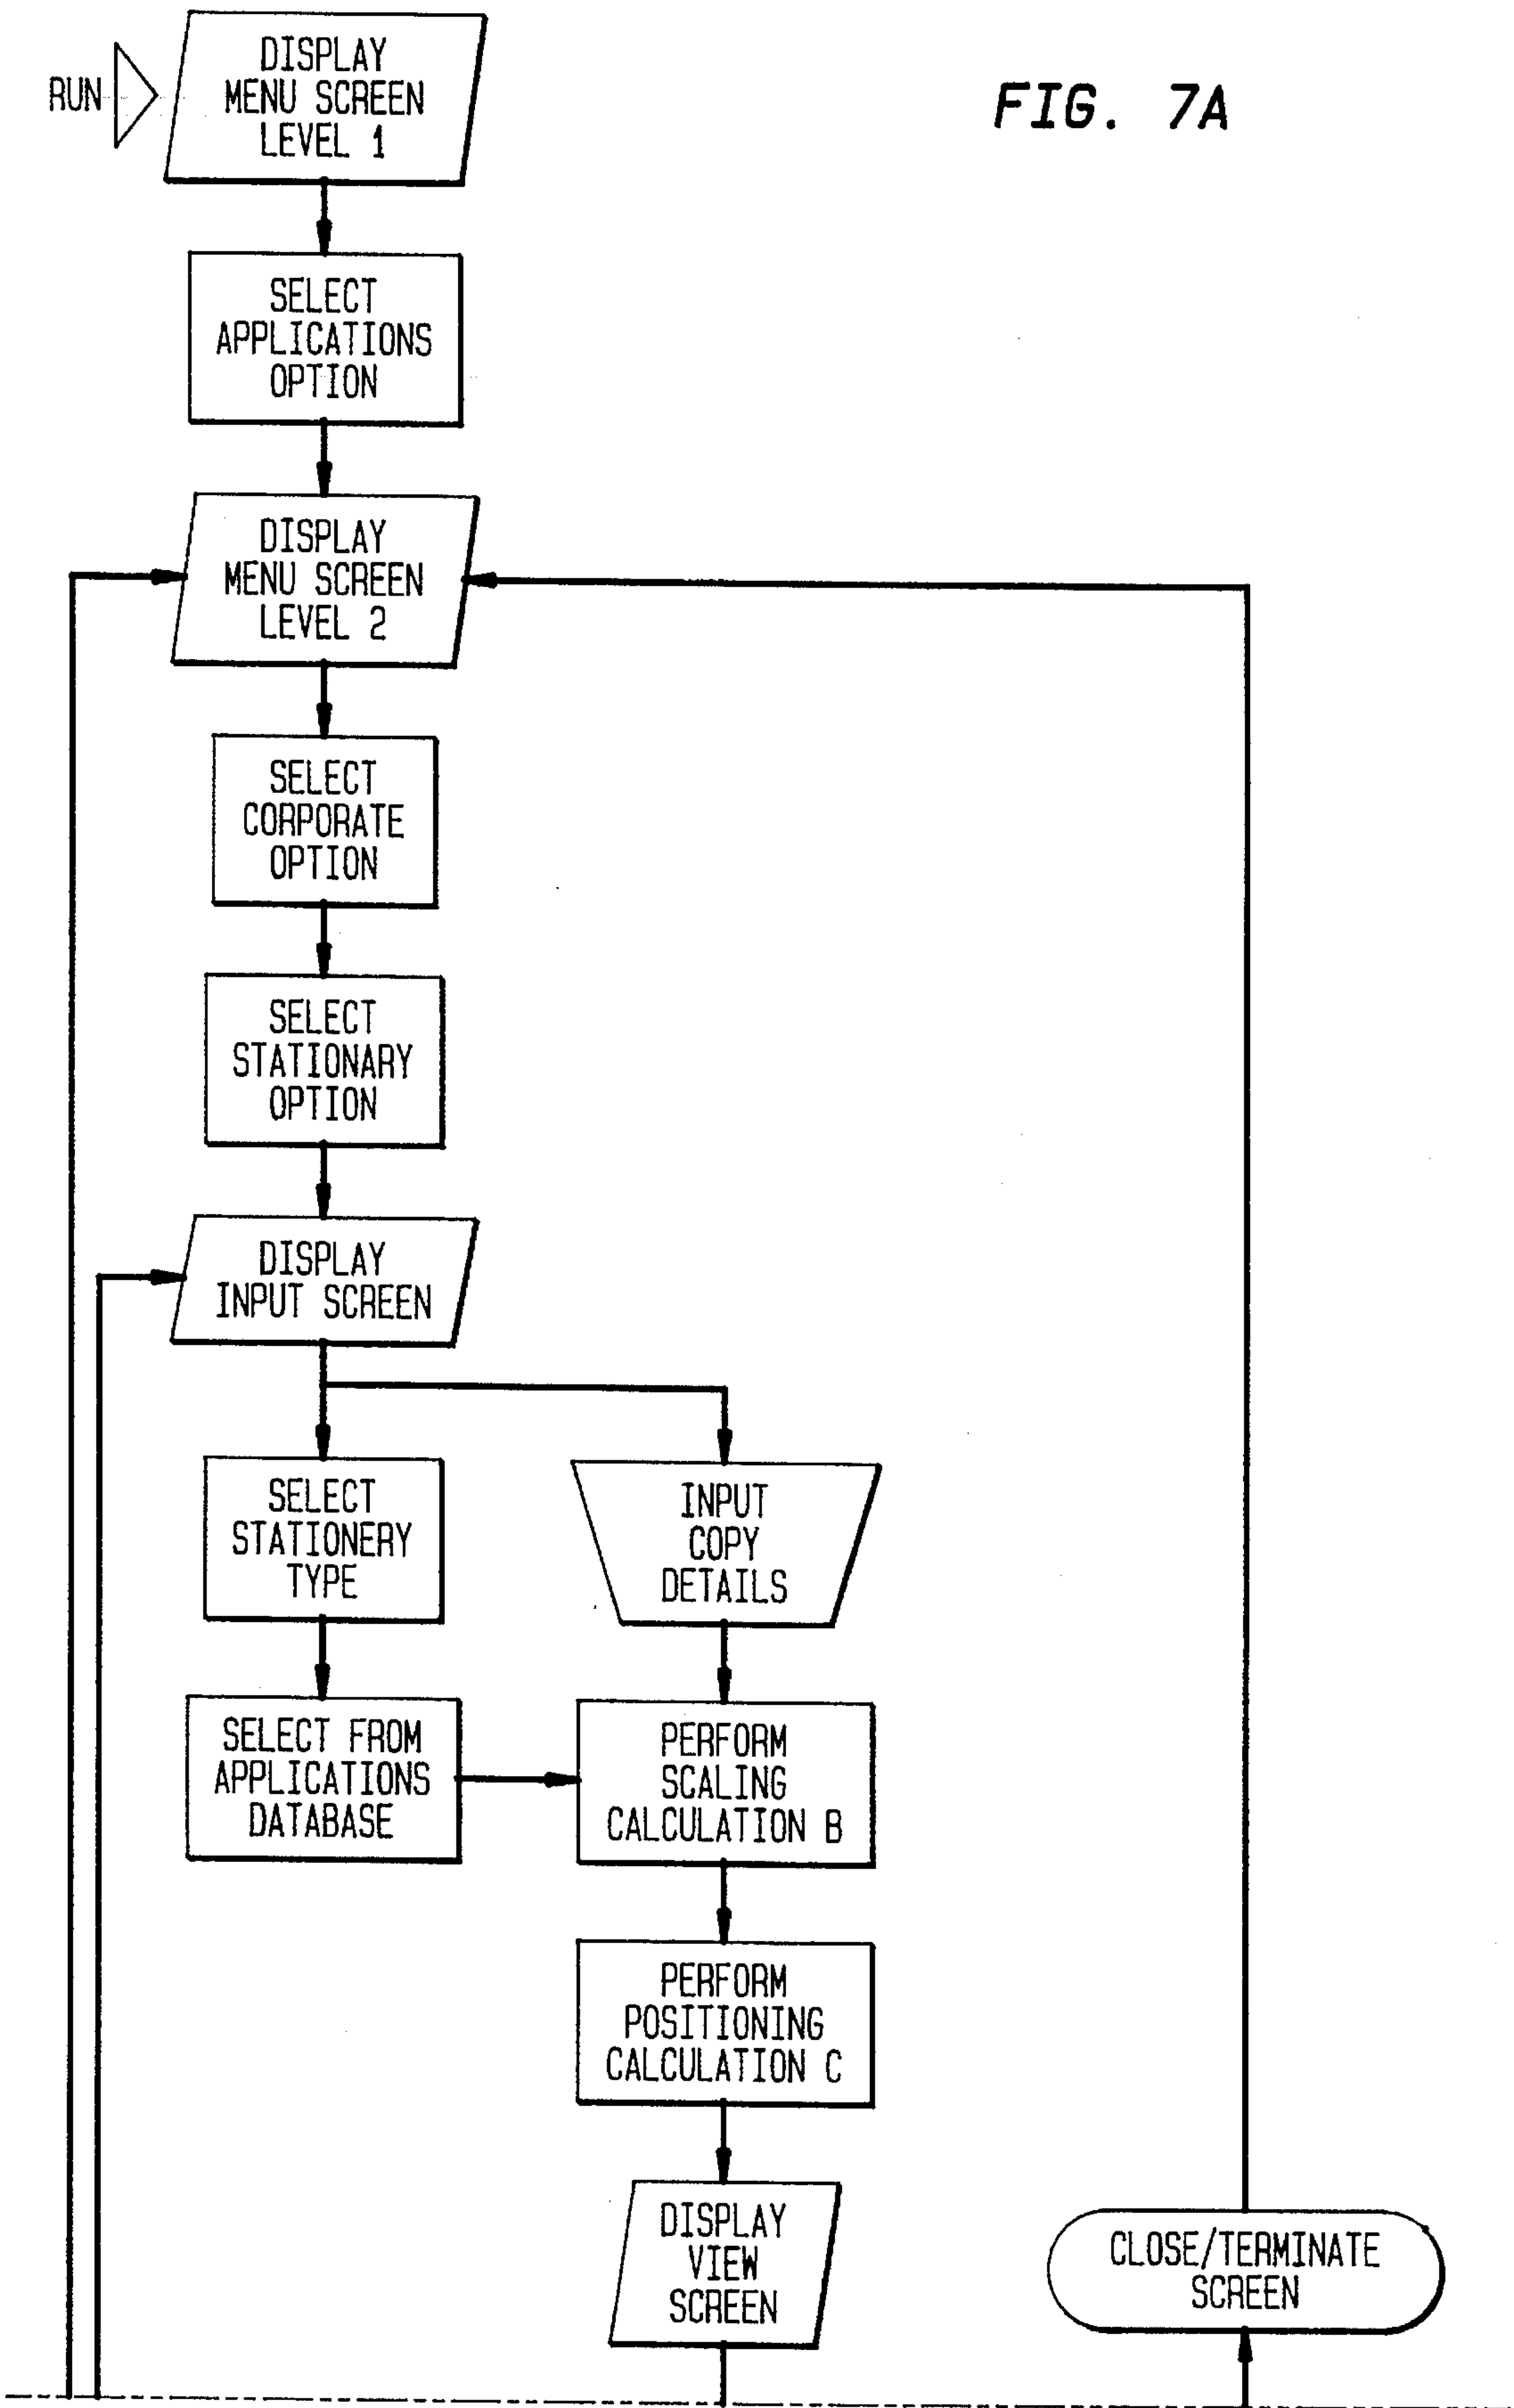 FIG. 7A
RUN
DISPLAY
MENU SCREEN
LEVEL 1
SELECT
APPLICATIONS
OPTION
DISPLAY
MENU SCREEN
LEVEL 2
SELECT
CORPORATE
OPTION
SELECT
STATIONARY
OPTION
DISPLAY
INPUT SCREEN
SELECT
STATIONERY
TYPE
INPUT
COPY
DETAILS
SELECT FROM
APPLICATIONS
DATABASE
PERFORM
SCALING
CALCULATION B
PERFORM
POSITIONING
CALCULATION C
DISPLAY
VIEW
SCREEN
CLOSE/TERMINATE
SCREEN